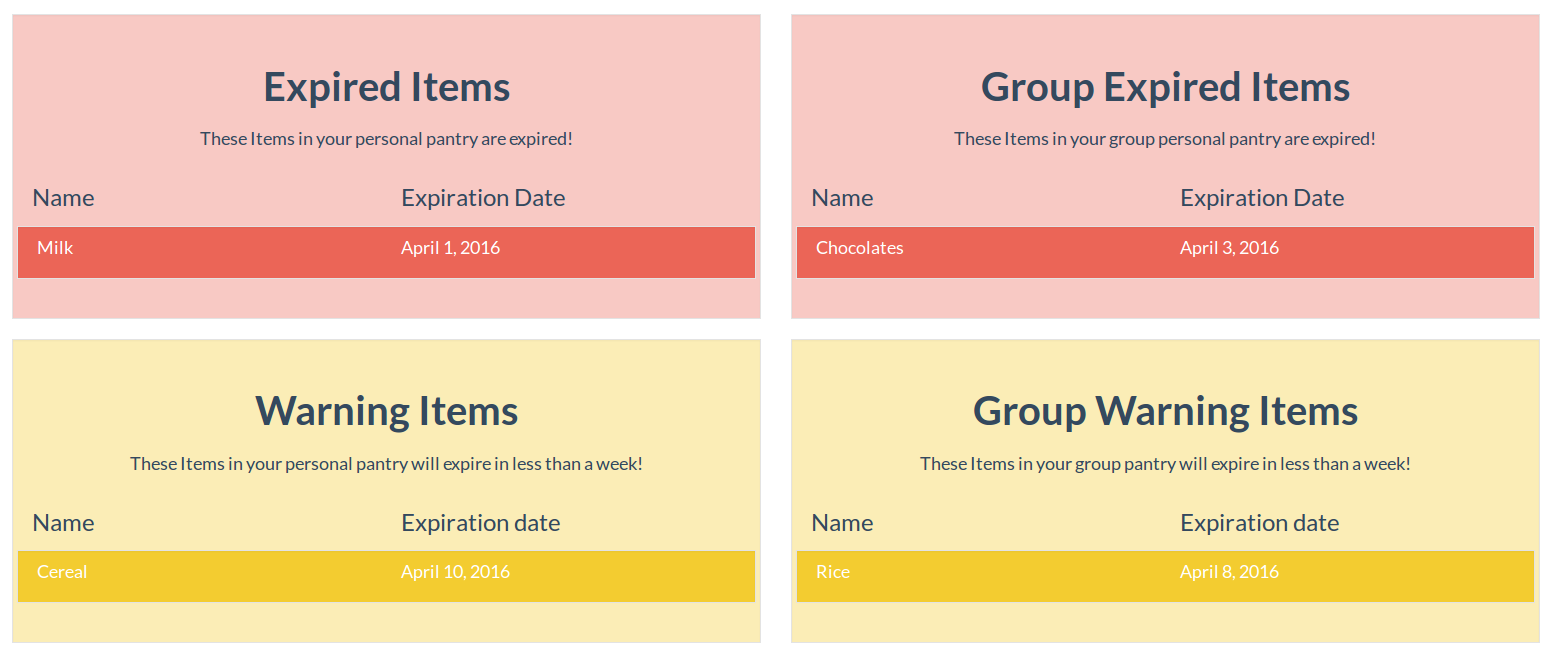 Expired Items
These Items in your personal pantry are expired!
Name Expiration Date
Milk April 1, 2016
Group Expired Items
These Items in your group personal pantry are expired!
Name Expiration Date
Chocolates April 3, 2016
Warning Items
These Items in your personal pantry will expire in less than a week!
Name Expiration date
Cereal April 10, 2016
Group Warning Items
These Items in your group pantry will expire in less than a week!
Name Expiration date
Rice April 8, 2016